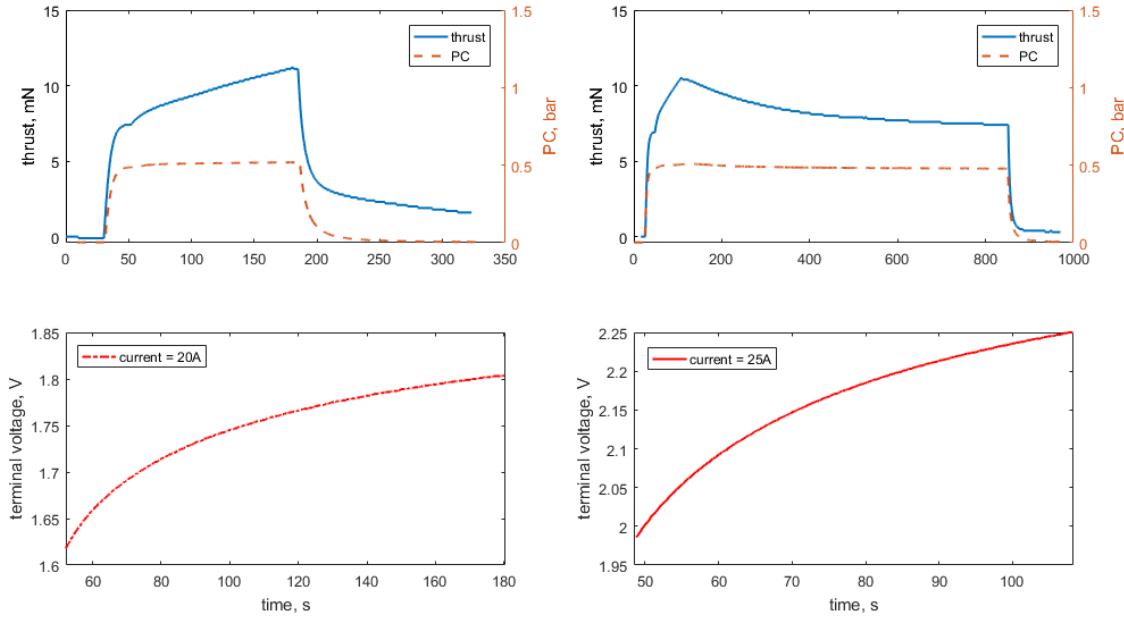 thrust
PC
thrust, mN
PC, bar
15
10
5
0
1.5
1
0.5
0
0 50 100 150 200 250 300 350
thrust
PC
thrust, mN
PC, bar
15
10
5
0
1.5
1
0.5
0
0 200 400 600 800 1000
current = 20A
terminal voltage, V
1.85
1.8
1.75
1.7
1.65
1.6
60 80 100 120 140 160 180
time, s
current = 25A
terminal voltage, V
2.25
2.2
2.15
2.1
2.05
2
1.95
50 60 70 80 90 100
time, s